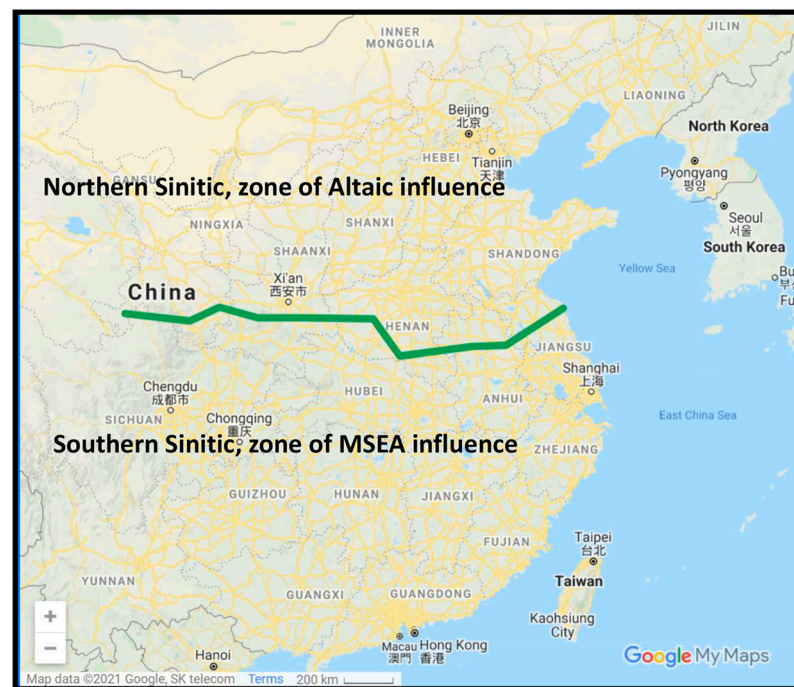 INNER
MONGOLIA
JILIN
LIAONING
Beijing
北京
North Korea
HEBEI
Tianjin
天津
Pyongyang
평양
GANSU
Northern Sinitic, zone of Altaic influence
Seoul
서울
NINGXIA
SHANXI
South Korea
SHAANXI
SHANDONG
Yellow Sea
Bu
부산
Fu
Xi'an
西安市
China
HENAN
JIANGSU
Shanghai
上海
Chengdu
成都市
HUBEI
ANHUI
SICHUAN
Chongqing
重庆
East China Sea
Southern Sinitic, zone of MSEA influence
ZHEJIANG
GUIZHOU
HUNAN
JIANGXI
FUJIAN
Taipei
台北
YUNNAN
Taiwan
GUANGXI
GUANGDONG
Kaohsiung
City
+
−
Macau
澳門
Hong Kong
香港
Hanoi
Google My Maps
Map data ©2021 Google, SK telecom Terms 200 km